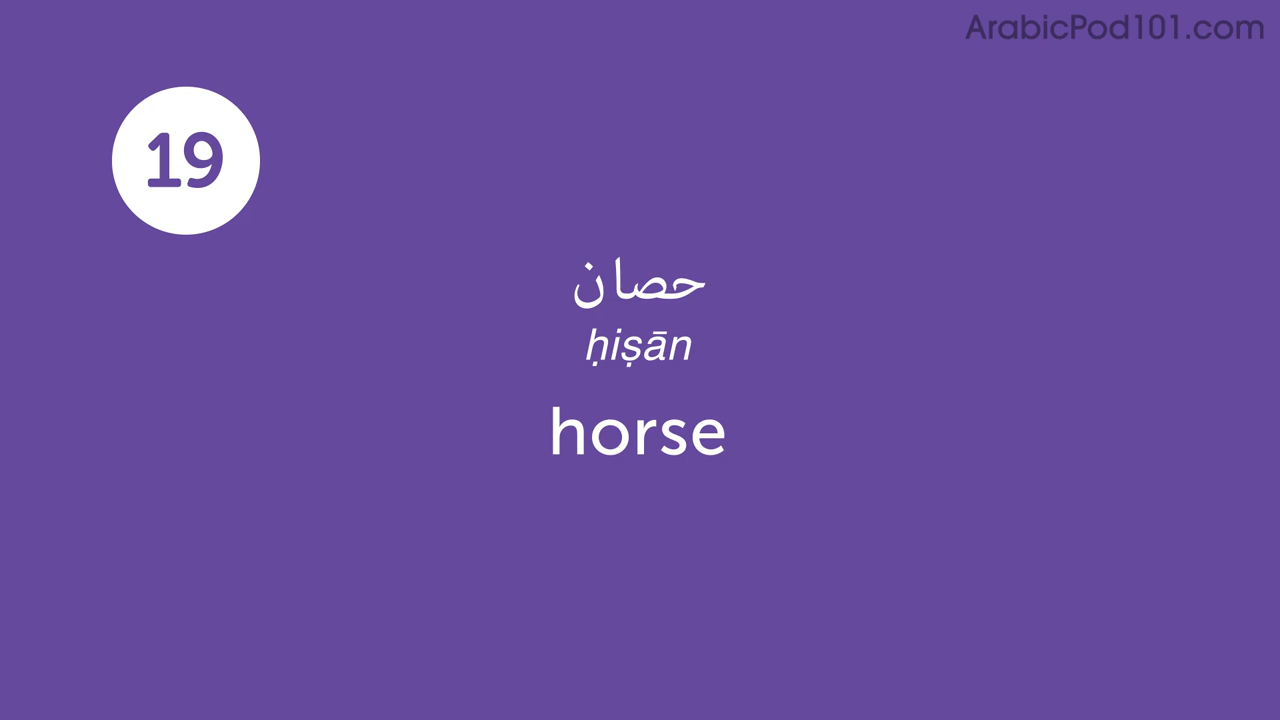 ArabicPod101.com
19
حصان
ḥiṣān
horse